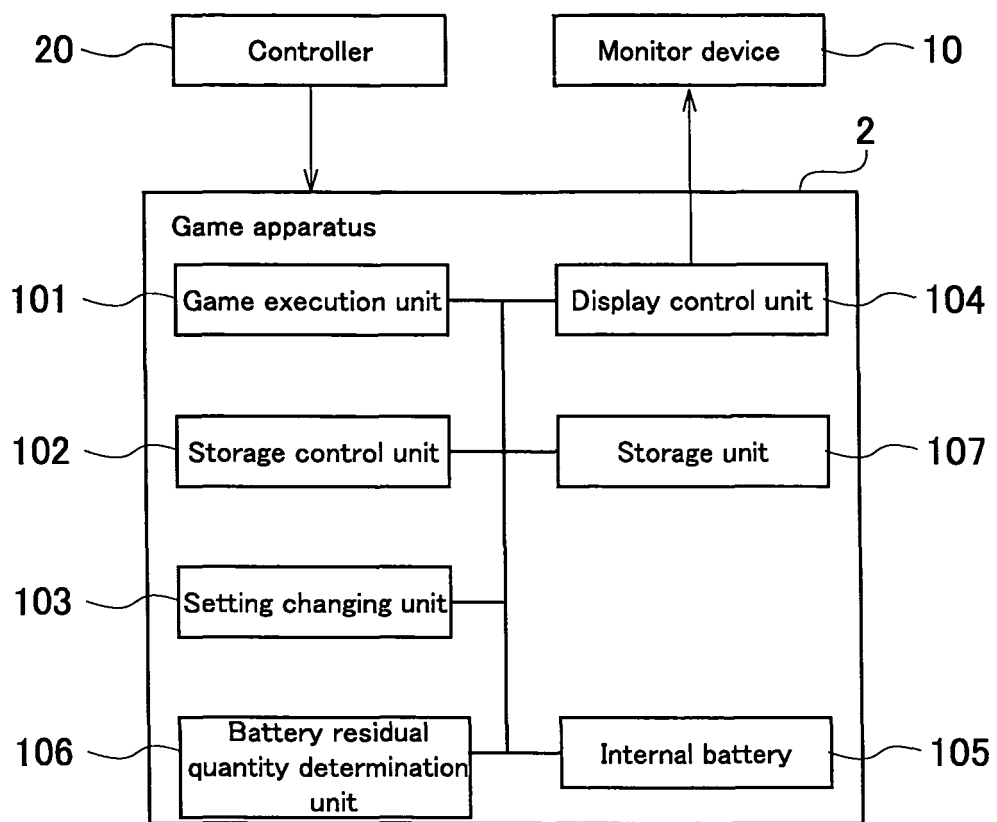 20 Controller Monitor device 10
2
Game apparatus
101 Game execution unit Display control unit 104
102 Storage control unit Storage unit 107
103 Setting changing unit
106 Battery residual
quantity determination
unit
Internal battery 105